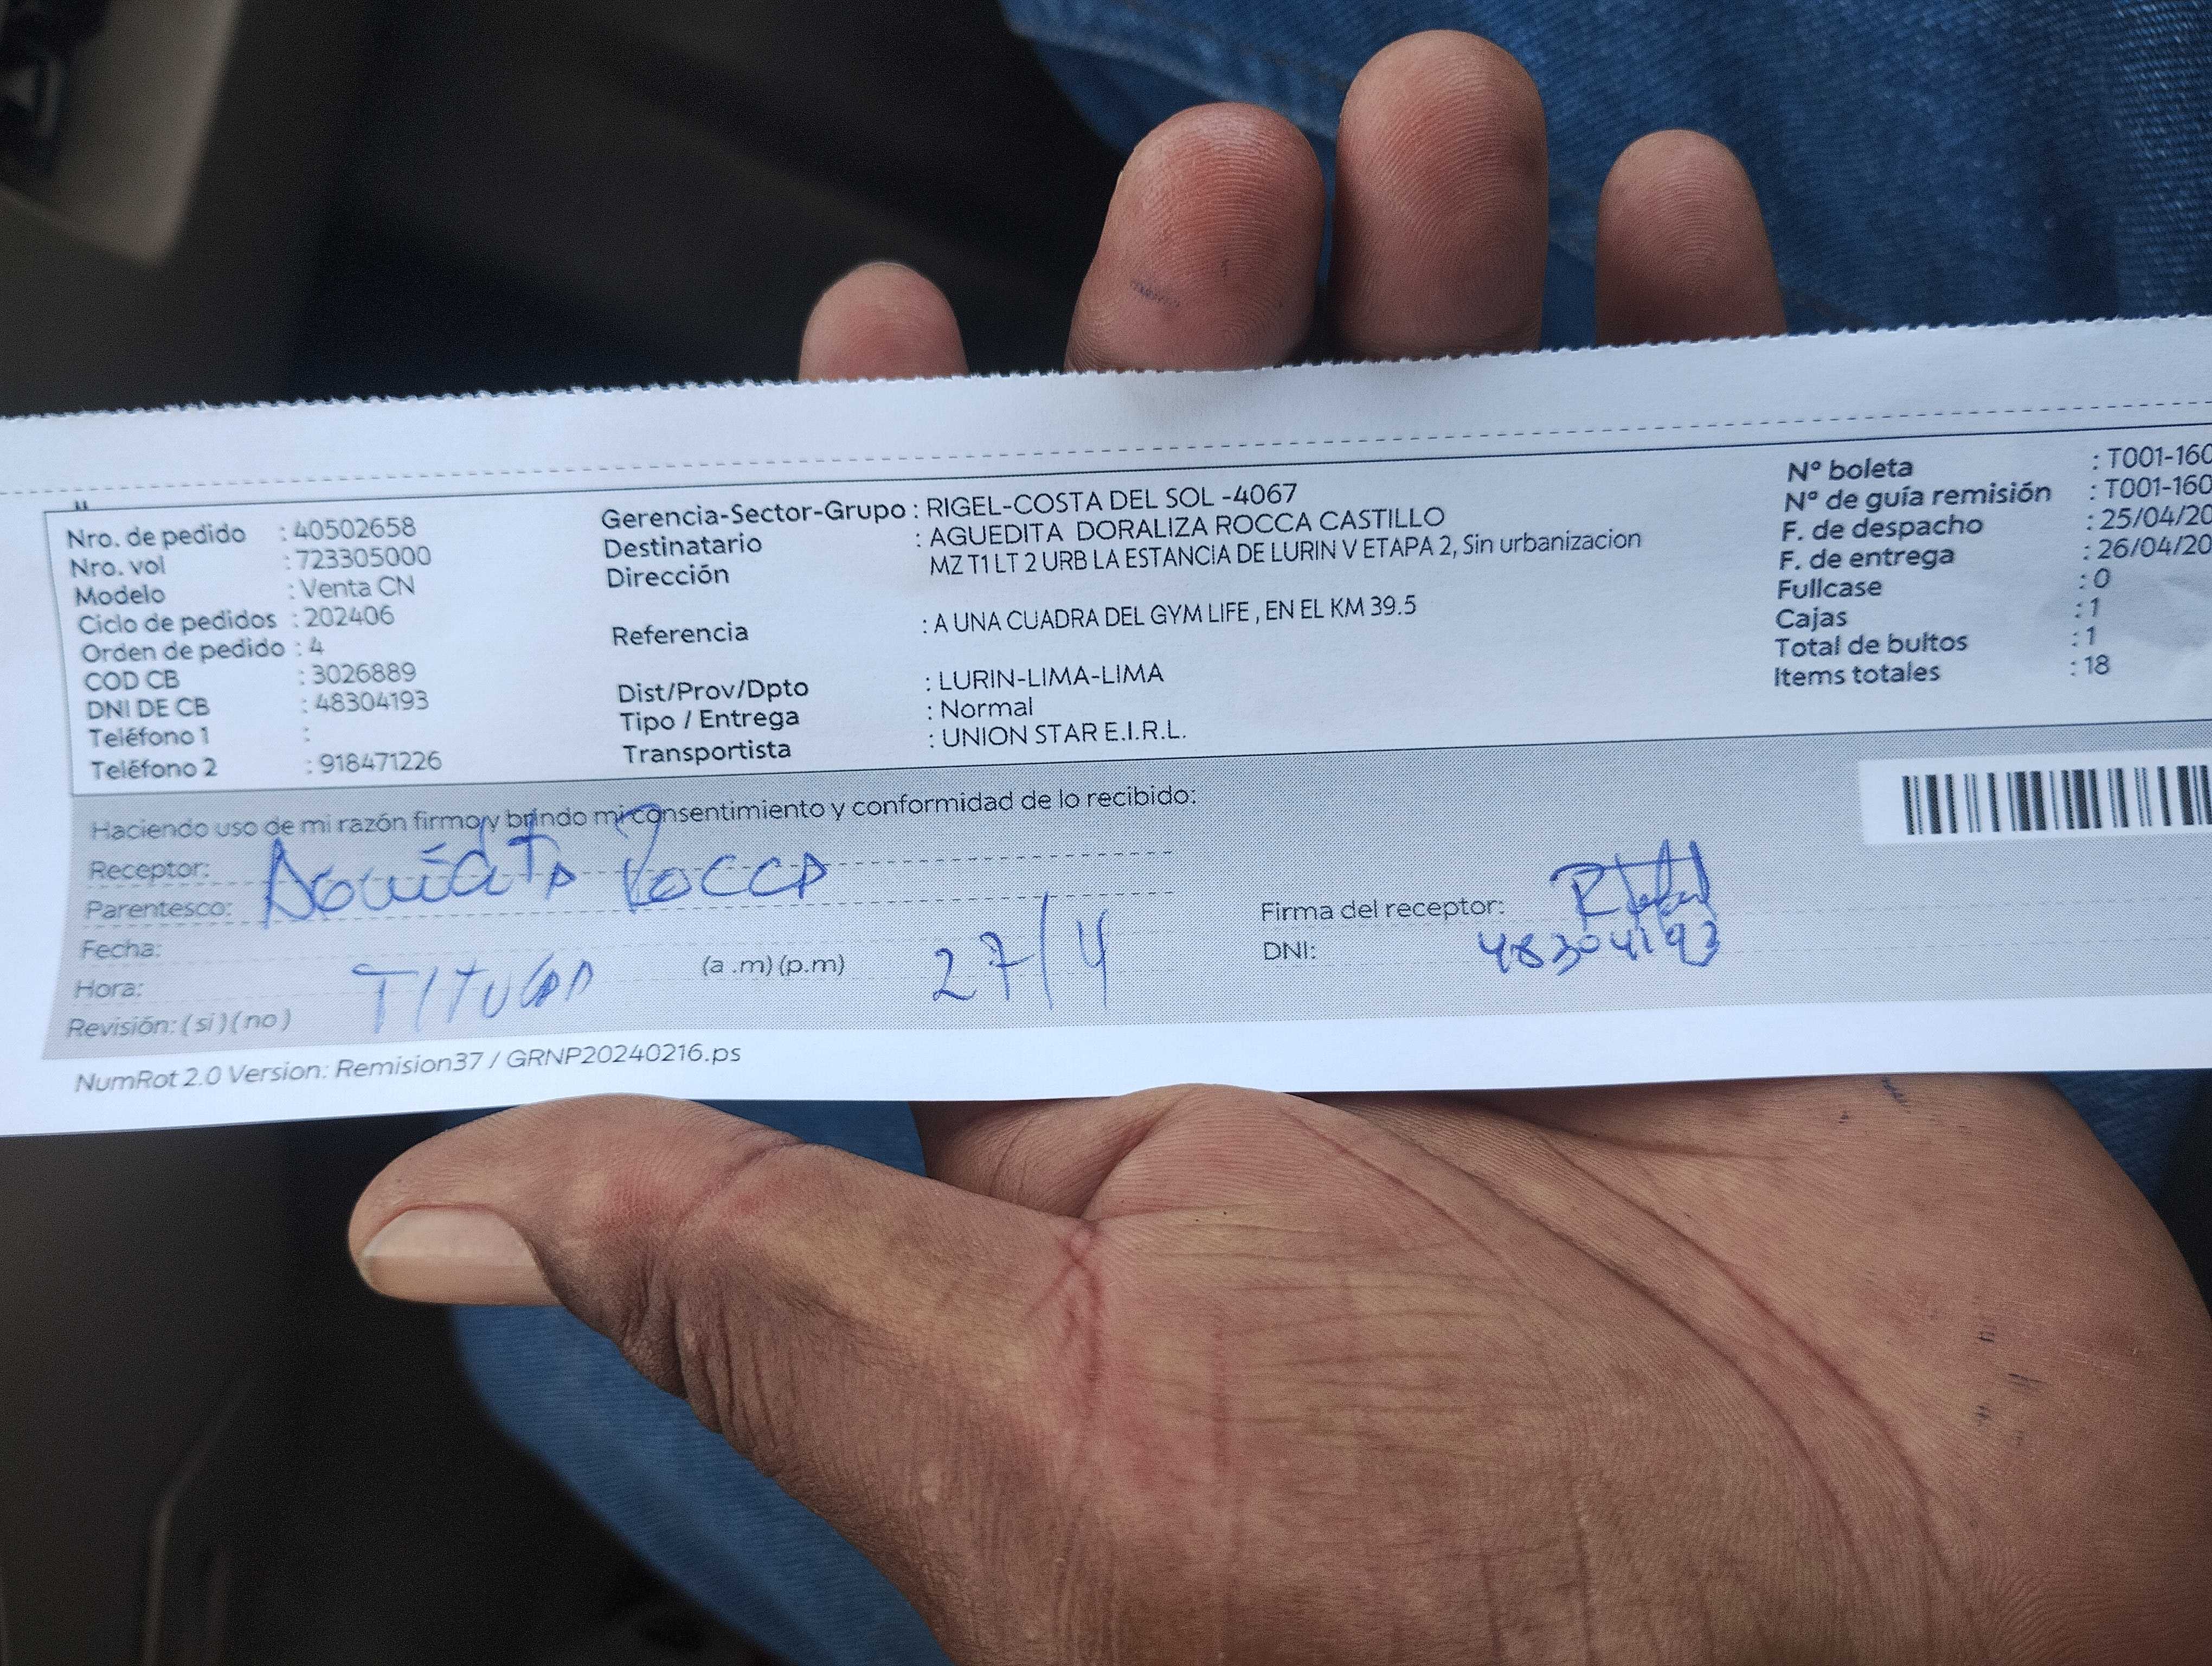 Nro. de pedido : 40502658
Nro. vol : 723305000
Modelo : Venta CN
Ciclo de pedidos : 202406
Orden de pedido : 4
COD CB : 3026889
DNI DE CB : 48304193
Teléfono 1 :
Teléfono 2 : 918471226
Gerencia-Sector-Grupo : RIGEL-COSTA DEL SOL -4067
Destinatario : AGUEDITA DORALIZA ROCCA CASTILLO
Dirección MZ T1 LT 2 URB LA ESTANCIA DE LURIN V ETAPA 2, Sin urbanizacion
Referencia : A UNA CUADRA DEL GYM LIFE , EN EL KM 39.5
Dist/Prov/Dpto : LURIN-LIMA-LIMA
Tipo / Entrega : Normal
Transportista : UNION STAR E.I.R.L.
Nº boleta : T001-160
Nº de guía remisión : T001-160
F. de despacho : 25/04/20
F. de entrega : 26/04/20
Fullcase : 0
Cajas : 1
Total de bultos : 1
Items totales : 18
Haciendo uso de mi razón firmo y brindo mi consentimiento y conformidad de lo recibido:
Receptor: Aguedita Rocca
Parentesco:
Fecha:
Hora: TITULAR (a .m) (p.m) 27/4
Revisión: ( si ) ( no )
Firma del receptor:
DNI: 48304193
NumRot 2.0 Version: Remision37 / GRNP20240216.ps